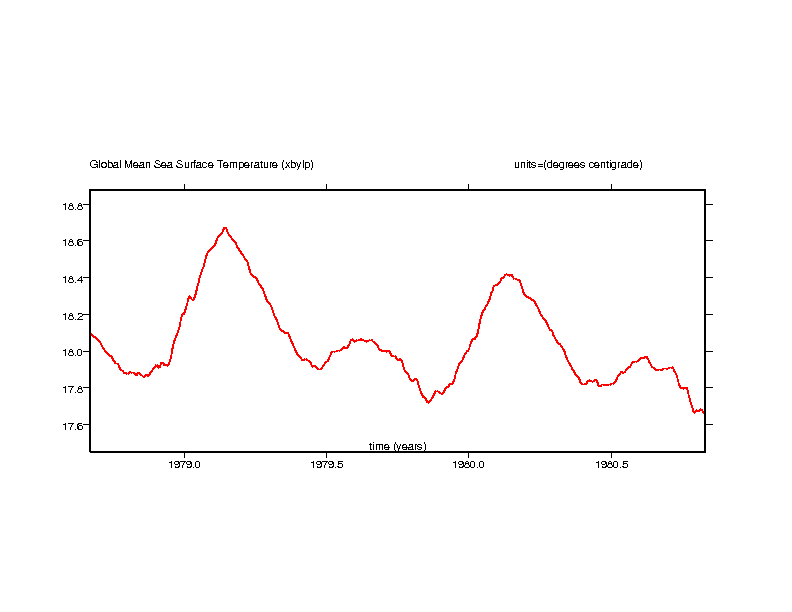 Global Mean Sea Surface Temperature (xbylp) units=(degrees centigrade)
18.8
18.6
18.4
18.2
18.0
17.8
17.6
time (years)
1979.0 1979.5 1980.0 1980.5